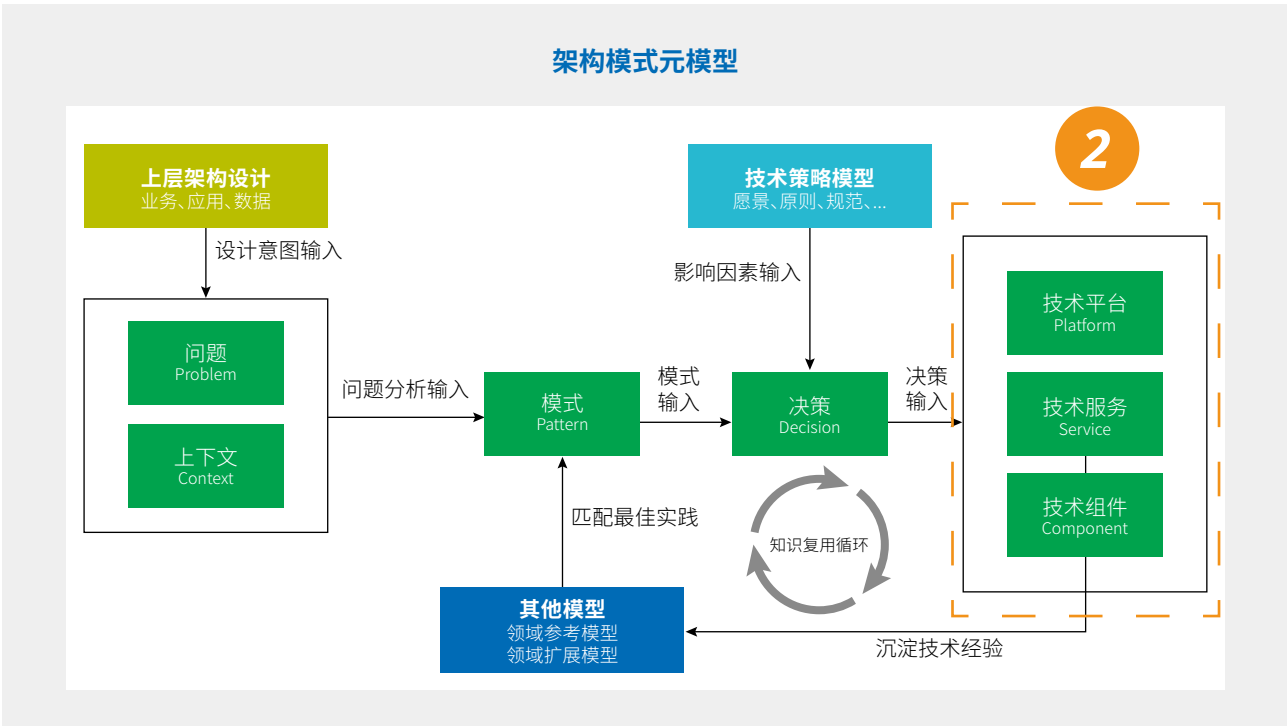 架构模式元模型
2
上层架构设计
业务、应用、数据
技术策略模型
愿景、原则、规范、...
设计意图输入
影响因素输入
问题
Problem
上下文
Context
问题分析输入
模式
Pattern
模式
输入
决策
Decision
决策
输入
技术平台
Platform
技术服务
Service
技术组件
Component
匹配最佳实践
知识复用循环
其他模型
领域参考模型
领域扩展模型
沉淀技术经验